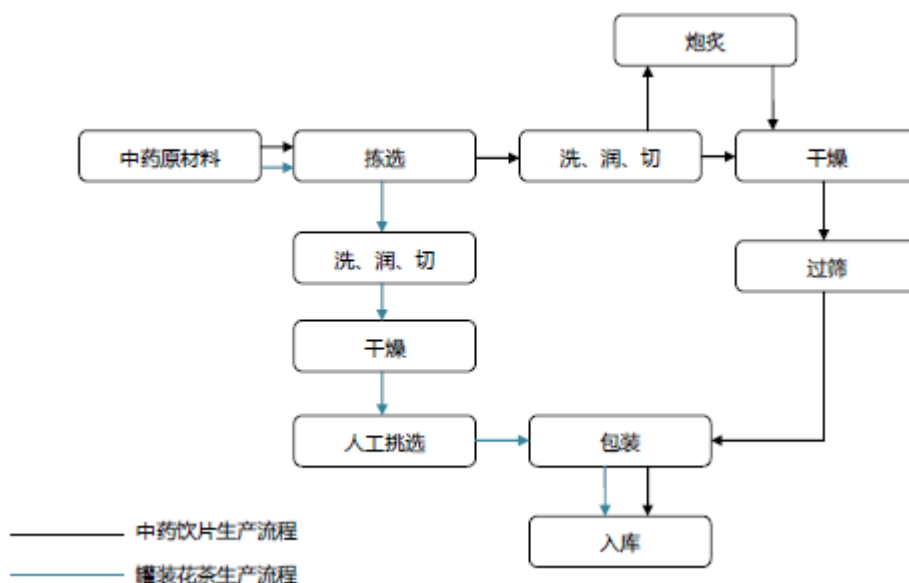 炮炙
中药原材料
拣选
洗、润、切
干燥
洗、润、切
过筛
干燥
人工挑选
包装
中药饮片生产流程
入库
罐装花茶生产流程